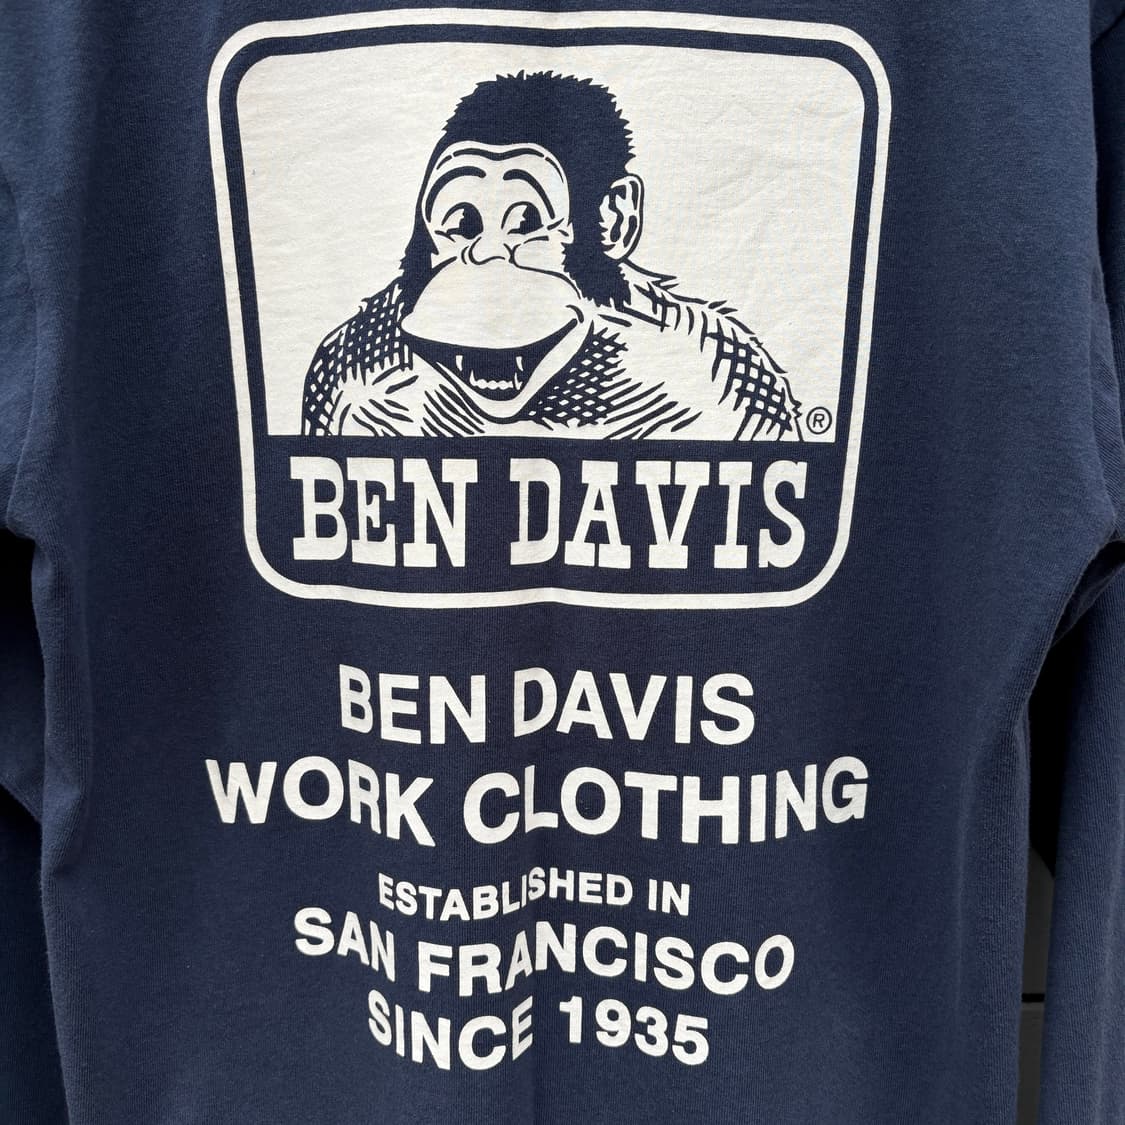 ®
BEN DAVIS
BEN DAVIS
WORK CLOTHING
ESTABLISHED IN
SAN FRANCISCO
SINCE 1935